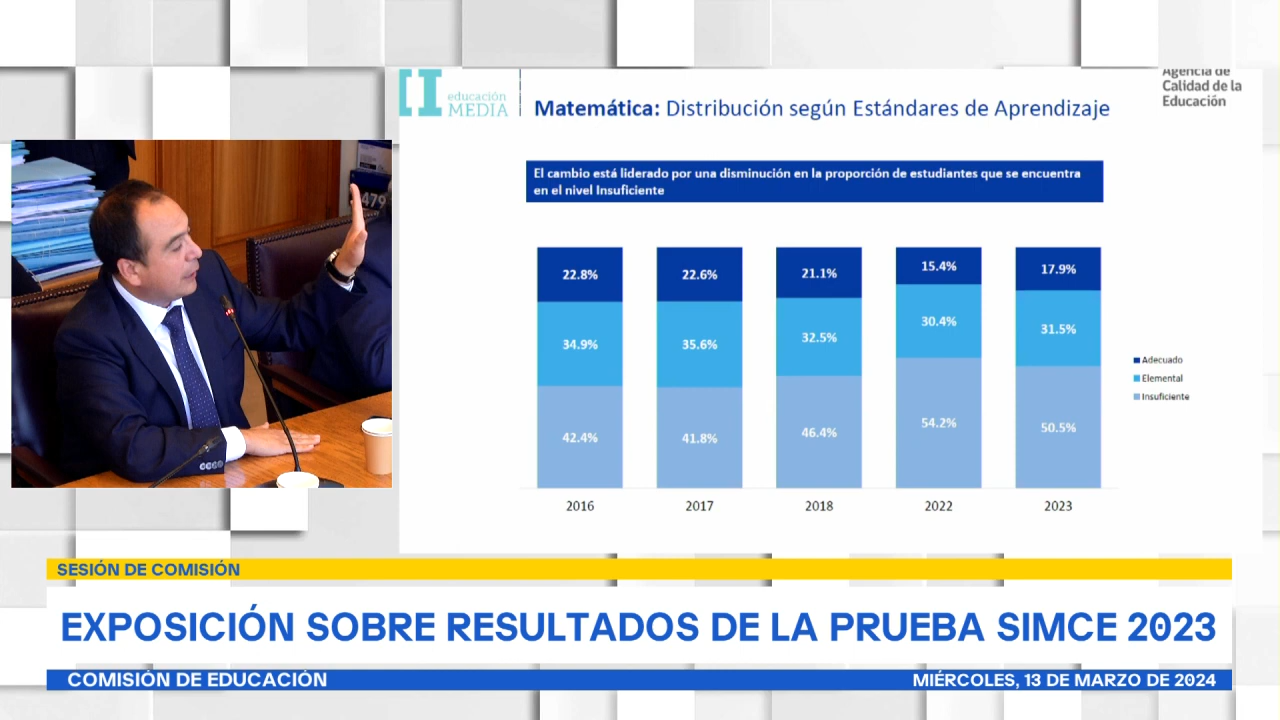 educación
MEDIA
Matemática: Distribución según Estándares de Aprendizaje
Agencia de
Calidad de la
Educación
479
El cambio está liderado por una disminución en la proporción de estudiantes que se encuentra
en el nivel Insuficiente
22.8% 22.6% 21.1% 15.4% 17.9%
34.9% 35.6% 32.5% 30.4% 31.5%
42.4% 41.8% 46.4% 54.2% 50.5%
2016 2017 2018 2022 2023
Adecuado
Elemental
Insuficiente
SESIÓN DE COMISIÓN
EXPOSICIÓN SOBRE RESULTADOS DE LA PRUEBA SIMCE 2023
COMISIÓN DE EDUCACIÓN MIÉRCOLES, 13 DE MARZO DE 2024